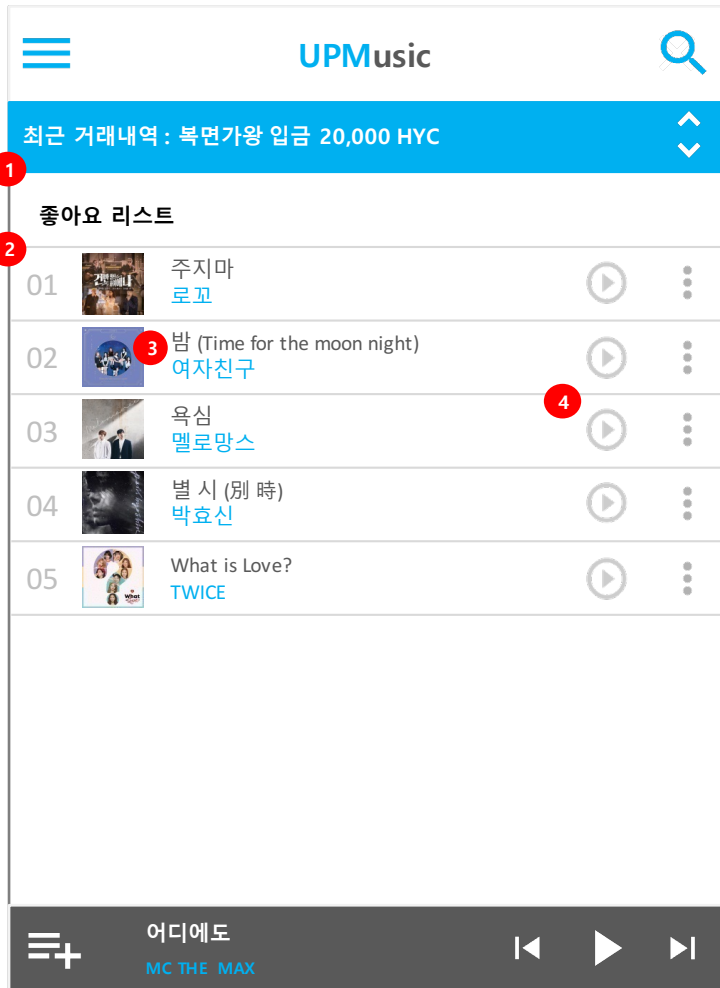 UPMusic
최근 거래내역 : 복면가왕 입금 20,000 HYC
1
좋아요 리스트
2
01
주지마
로꼬
02
3
밤 (Time for the moon night)
여자친구
4
03
욕심
멜로망스
04
별 시 (別 時)
박효신
05
What is Love?
TWICE
어디에도
MC THE MAX